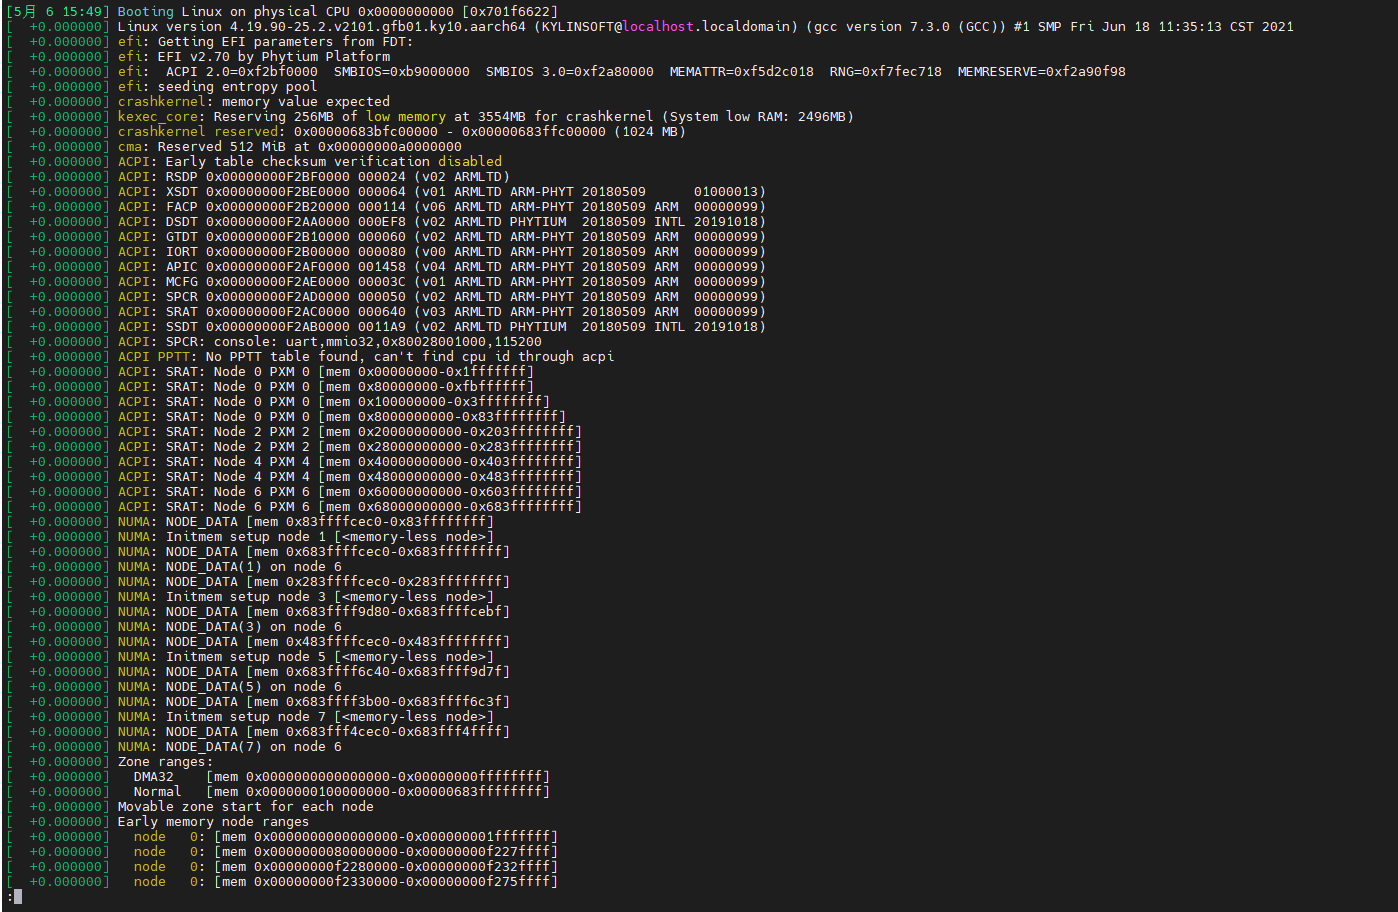 [5月 6 15:49] Booting Linux on physical CPU 0x0000000000 [0x701f6622]
[  +0.000000] Linux version 4.19.90-25.2.v2101.gfb01.ky10.aarch64 (KYLINSOFT@localhost.localdomain) (gcc version 7.3.0 (GCC)) #1 SMP Fri Jun 18 11:35:13 CST 2021
[  +0.000000] efi: Getting EFI parameters from FDT:
[  +0.000000] efi: EFI v2.70 by Phytium Platform
[  +0.000000] efi:  ACPI 2.0=0xf2bf0000  SMBIOS=0xb9000000  SMBIOS 3.0=0xf2a80000  MEMATTR=0xf5d2c018  RNG=0xf7fec718  MEMRESERVE=0xf2a90f98
[  +0.000000] efi: seeding entropy pool
[  +0.000000] crashkernel: memory value expected
[  +0.000000] kexec_core: Reserving 256MB of low memory at 3554MB for crashkernel (System low RAM: 2496MB)
[  +0.000000] crashkernel reserved: 0x00000683bfc00000 - 0x00000683ffc00000 (1024 MB)
[  +0.000000] cma: Reserved 512 MiB at 0x00000000a0000000
[  +0.000000] ACPI: Early table checksum verification disabled
[  +0.000000] ACPI: RSDP 0x00000000F2BF0000 000024 (v02 ARMLTD)
[  +0.000000] ACPI: XSDT 0x00000000F2BE0000 000064 (v01 ARMLTD ARM-PHYT 20180509      01000013)
[  +0.000000] ACPI: FACP 0x00000000F2B20000 000114 (v06 ARMLTD ARM-PHYT 20180509 ARM  00000099)
[  +0.000000] ACPI: DSDT 0x00000000F2AA0000 000EF8 (v02 ARMLTD PHYTIUM  20180509 INTL 20191018)
[  +0.000000] ACPI: GTDT 0x00000000F2B10000 000060 (v02 ARMLTD ARM-PHYT 20180509 ARM  00000099)
[  +0.000000] ACPI: IORT 0x00000000F2B00000 000080 (v00 ARMLTD ARM-PHYT 20180509 ARM  00000099)
[  +0.000000] ACPI: APIC 0x00000000F2AF0000 001458 (v04 ARMLTD ARM-PHYT 20180509 ARM  00000099)
[  +0.000000] ACPI: MCFG 0x00000000F2AE0000 00003C (v01 ARMLTD ARM-PHYT 20180509 ARM  00000099)
[  +0.000000] ACPI: SPCR 0x00000000F2AD0000 000050 (v02 ARMLTD ARM-PHYT 20180509 ARM  00000099)
[  +0.000000] ACPI: SRAT 0x00000000F2AC0000 000640 (v03 ARMLTD ARM-PHYT 20180509 ARM  00000099)
[  +0.000000] ACPI: SSDT 0x00000000F2AB0000 0011A9 (v02 ARMLTD PHYTIUM  20180509 INTL 20191018)
[  +0.000000] ACPI: SPCR: console: uart,mmio32,0x80028001000,115200
[  +0.000000] ACPI PPTT: No PPTT table found, can't find cpu id through acpi
[  +0.000000] ACPI: SRAT: Node 0 PXM 0 [mem 0x00000000-0x1fffffff]
[  +0.000000] ACPI: SRAT: Node 0 PXM 0 [mem 0x80000000-0xfbffffff]
[  +0.000000] ACPI: SRAT: Node 0 PXM 0 [mem 0x100000000-0x3ffffffff]
[  +0.000000] ACPI: SRAT: Node 0 PXM 0 [mem 0x8000000000-0x83ffffffff]
[  +0.000000] ACPI: SRAT: Node 2 PXM 2 [mem 0x20000000000-0x203ffffffff]
[  +0.000000] ACPI: SRAT: Node 2 PXM 2 [mem 0x28000000000-0x283ffffffff]
[  +0.000000] ACPI: SRAT: Node 4 PXM 4 [mem 0x40000000000-0x403ffffffff]
[  +0.000000] ACPI: SRAT: Node 4 PXM 4 [mem 0x48000000000-0x483ffffffff]
[  +0.000000] ACPI: SRAT: Node 6 PXM 6 [mem 0x60000000000-0x603ffffffff]
[  +0.000000] ACPI: SRAT: Node 6 PXM 6 [mem 0x68000000000-0x683ffffffff]
[  +0.000000] NUMA: NODE_DATA [mem 0x83ffffcec0-0x83ffffffff]
[  +0.000000] NUMA: Initmem setup node 1 [<memory-less node>]
[  +0.000000] NUMA: NODE_DATA [mem 0x683ffffcec0-0x683ffffffff]
[  +0.000000] NUMA: NODE_DATA(1) on node 6
[  +0.000000] NUMA: NODE_DATA [mem 0x283ffffcec0-0x283ffffffff]
[  +0.000000] NUMA: Initmem setup node 3 [<memory-less node>]
[  +0.000000] NUMA: NODE_DATA [mem 0x683ffff9d80-0x683ffffcebf]
[  +0.000000] NUMA: NODE_DATA(3) on node 6
[  +0.000000] NUMA: NODE_DATA [mem 0x483ffffcec0-0x483ffffffff]
[  +0.000000] NUMA: Initmem setup node 5 [<memory-less node>]
[  +0.000000] NUMA: NODE_DATA [mem 0x683ffff6c40-0x683ffff9d7f]
[  +0.000000] NUMA: NODE_DATA(5) on node 6
[  +0.000000] NUMA: NODE_DATA [mem 0x683ffff3b00-0x683ffff6c3f]
[  +0.000000] NUMA: Initmem setup node 7 [<memory-less node>]
[  +0.000000] NUMA: NODE_DATA [mem 0x683fff4cec0-0x683fff4ffff]
[  +0.000000] NUMA: NODE_DATA(7) on node 6
[  +0.000000] Zone ranges:
[  +0.000000]   DMA32    [mem 0x0000000000000000-0x00000000ffffffff]
[  +0.000000]   Normal   [mem 0x0000000100000000-0x00000683ffffffff]
[  +0.000000] Movable zone start for each node
[  +0.000000] Early memory node ranges
[  +0.000000]   node   0: [mem 0x0000000000000000-0x000000001fffffff]
[  +0.000000]   node   0: [mem 0x0000000080000000-0x00000000f227ffff]
[  +0.000000]   node   0: [mem 0x00000000f2280000-0x00000000f232ffff]
[  +0.000000]   node   0: [mem 0x00000000f2330000-0x00000000f275ffff]
: